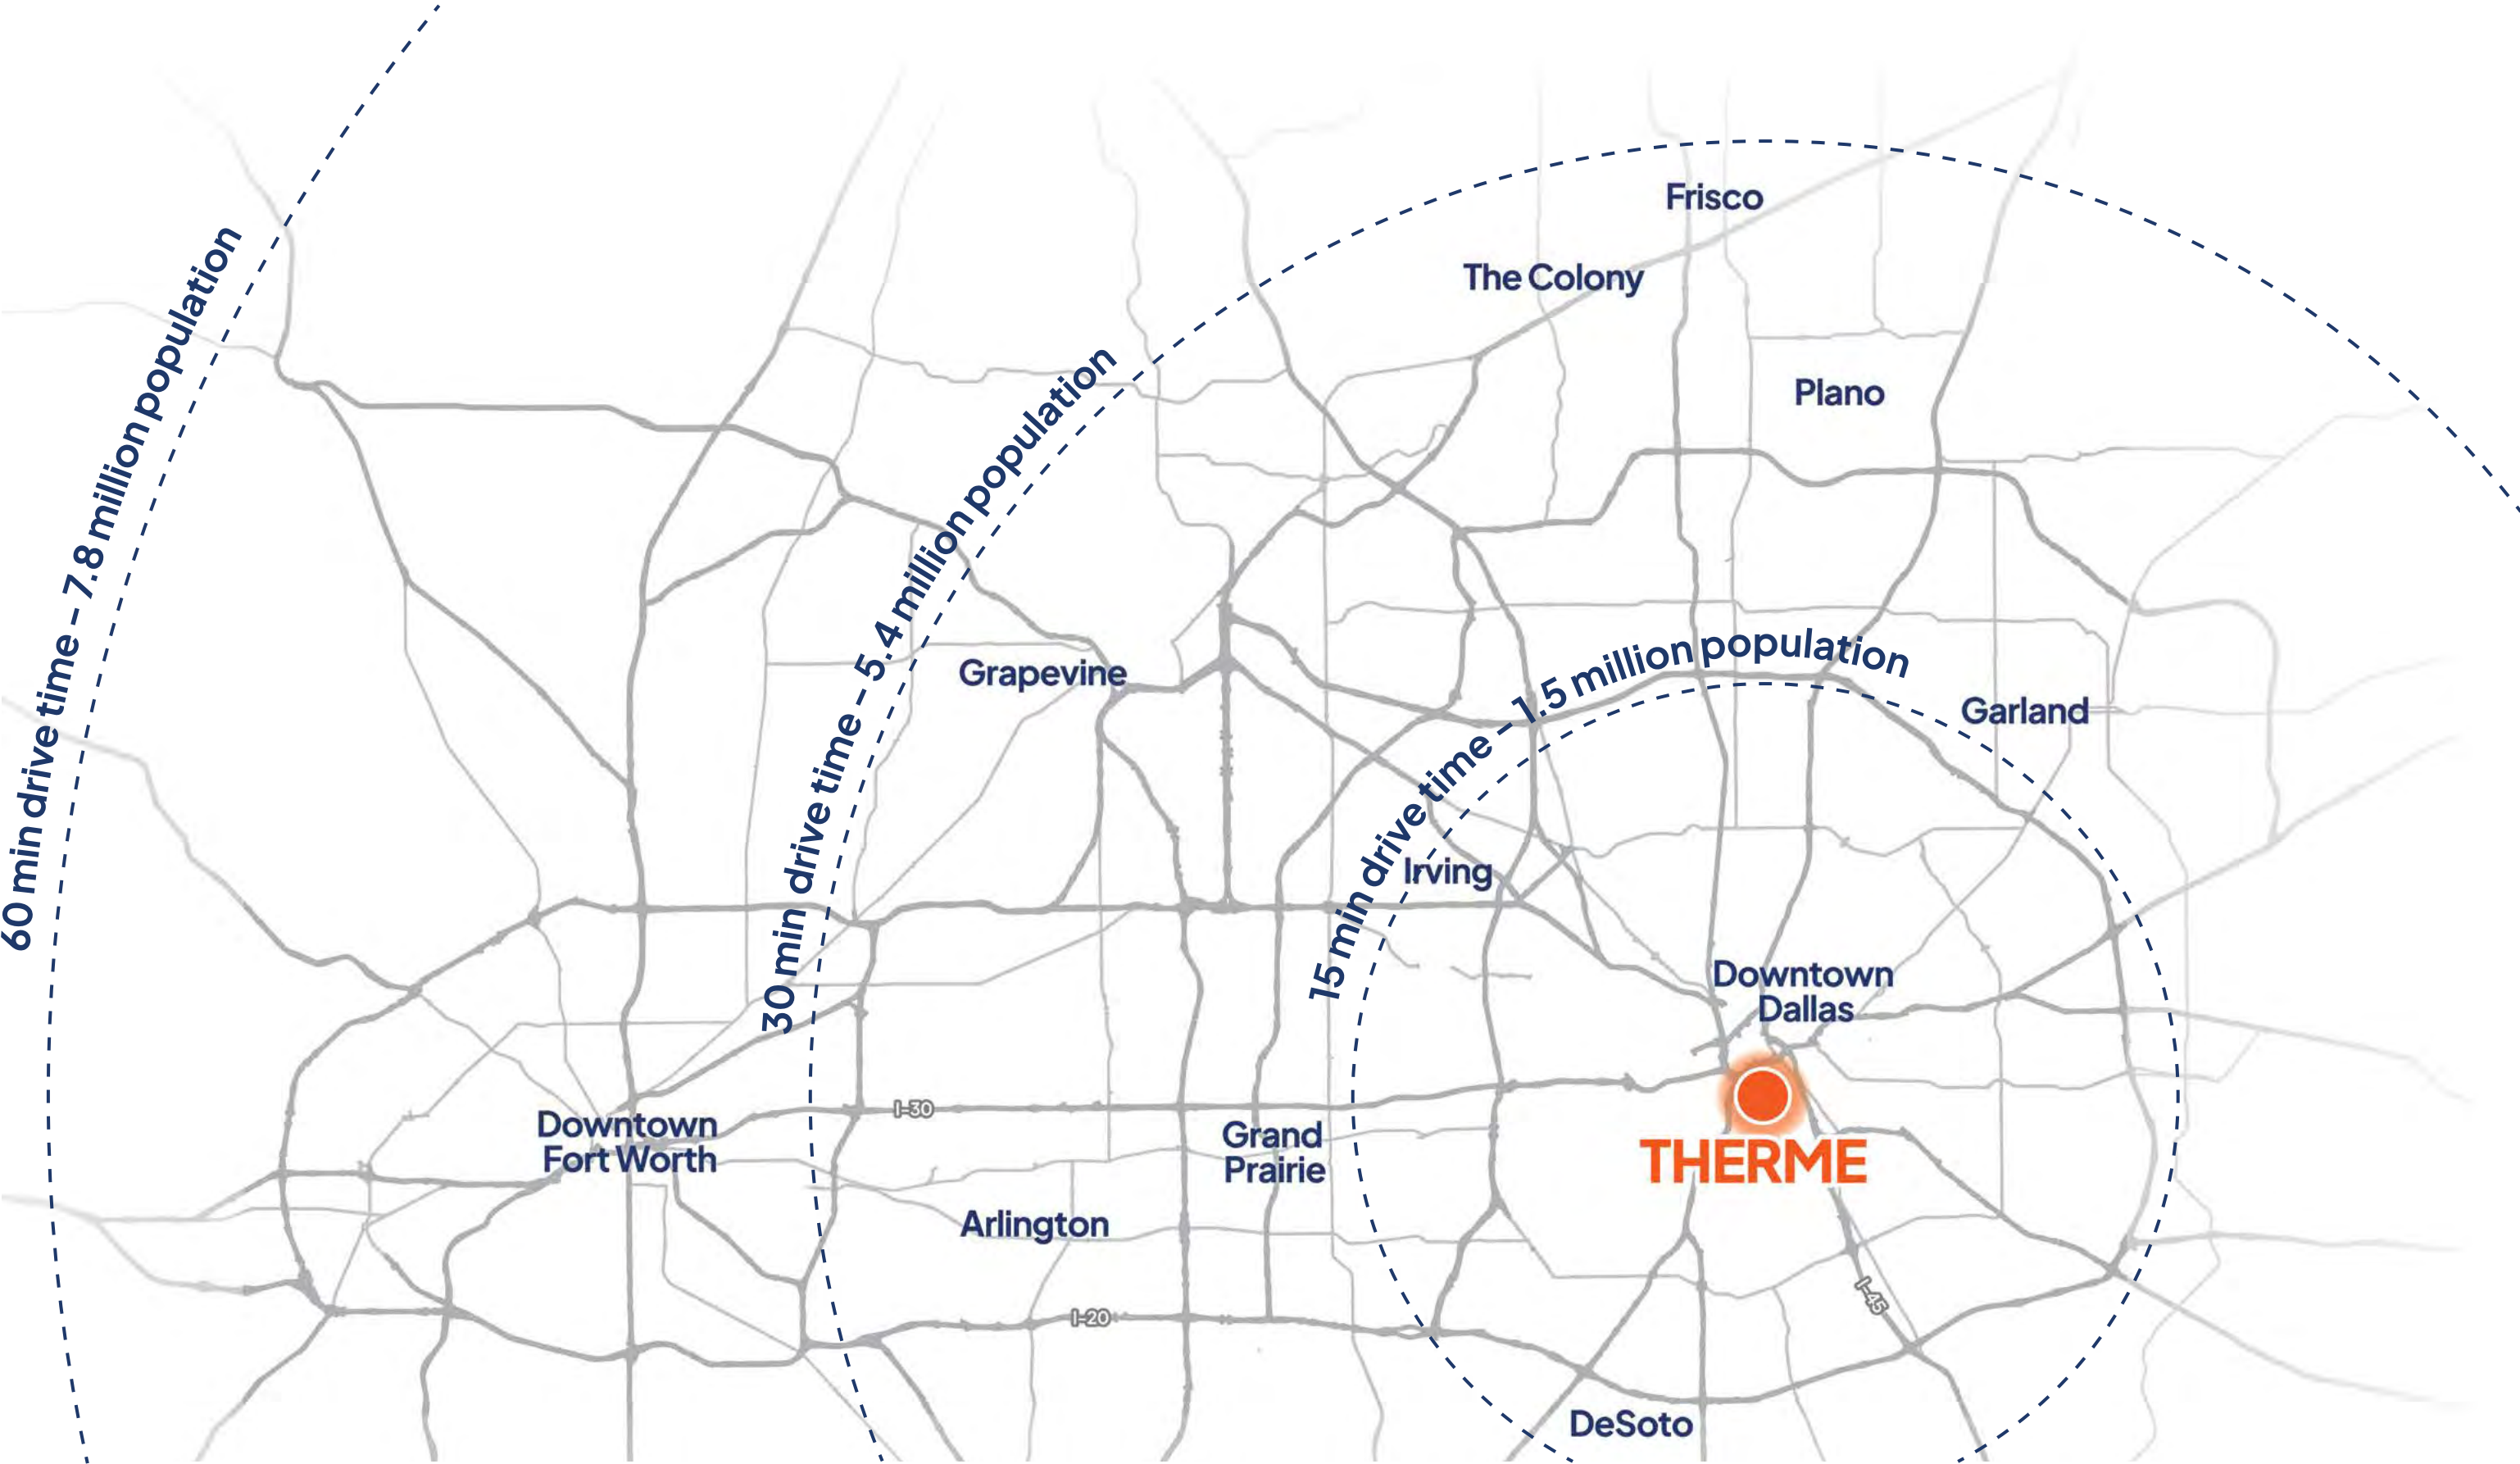 Frisco
The Colony
60 min drive time - 7.8 million population
30 min drive time - 5.4 million population
Plano
15 min drive time - 1.5 million population
Grapevine
Garland
Irving
Downtown
Dallas
I-30
THERME
Downtown
Fort Worth
Grand
Prairie
Arlington
I-45
I-20
DeSoto